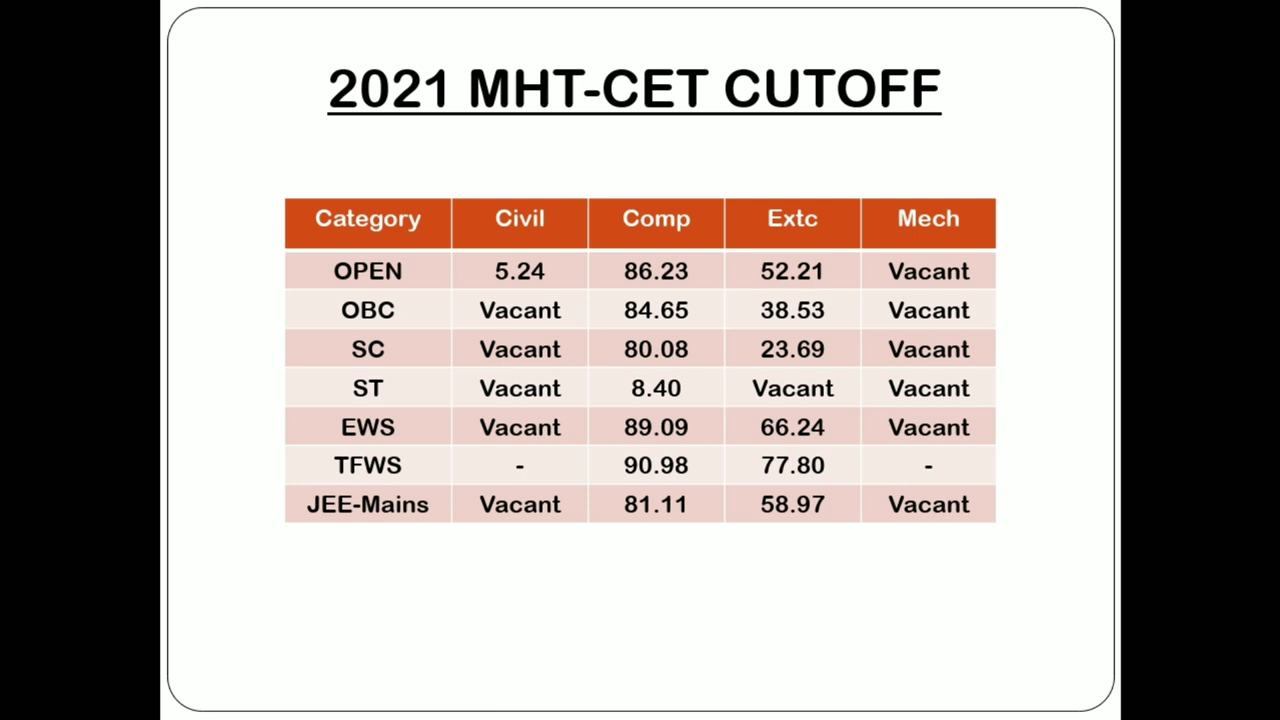 2021 MHT-CET CUTOFF
Category Civil Comp Extc Mech
OPEN 5.24 86.23 52.21 Vacant
OBC Vacant 84.65 38.53 Vacant
SC Vacant 80.08 23.69 Vacant
ST Vacant 8.40 Vacant Vacant
EWS Vacant 89.09 66.24 Vacant
TFWS - 90.98 77.80 -
JEE-Mains Vacant 81.11 58.97 Vacant